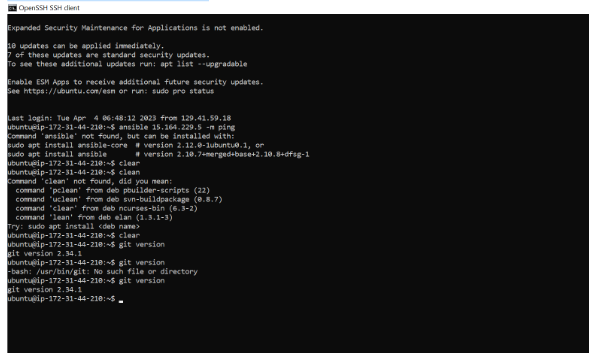 OpenSSH SSH client
Expanded Security Maintenance for Applications is not enabled.
10 updates can be applied immediately.
7 of these updates are standard security updates.
To see these additional updates run: apt list --upgradable
Enable ESM Apps to receive additional future security updates.
See https://ubuntu.com/esm or run: sudo pro status
Last login: Tue Apr  4 06:48:12 2023 from 129.41.59.18
ubuntu@ip-172-31-44-210:~$ ansible 15.164.229.5 -m ping
Command 'ansible' not found, but can be installed with:
sudo apt install ansible-core  # version 2.12.0-1ubuntu0.1, or
sudo apt install ansible       # version 2.10.7+merged+base+2.10.8+dfsg-1
ubuntu@ip-172-31-44-210:~$ clear
ubuntu@ip-172-31-44-210:~$ clean
Command 'clean' not found, did you mean:
  command 'pclean' from deb pbuilder-scripts (22)
  command 'uclean' from deb svn-buildpackage (0.8.7)
  command 'clear' from deb ncurses-bin (6.3-2)
  command 'lean' from deb elan (1.3.1-3)
Try: sudo apt install <deb name>
ubuntu@ip-172-31-44-210:~$ clear
ubuntu@ip-172-31-44-210:~$ git version
git version 2.34.1
ubuntu@ip-172-31-44-210:~$ git version
-bash: /usr/bin/git: No such file or directory
ubuntu@ip-172-31-44-210:~$ git version
git version 2.34.1
ubuntu@ip-172-31-44-210:~$